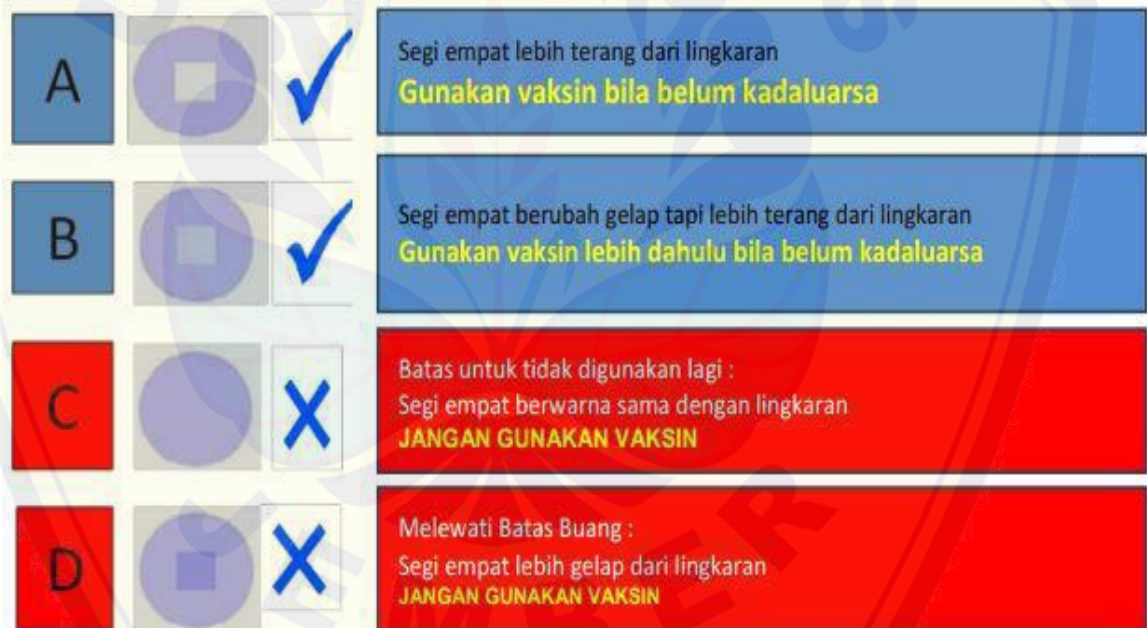 A
Segi empat lebih terang dari lingkaran
Gunakan vaksin bila belum kadaluarsa
B
Segi empat berubah gelap tapi lebih terang dari lingkaran
Gunakan vaksin lebih dahulu bila belum kadaluarsa
C
Batas untuk tidak digunakan lagi :
Segi empat berwarna sama dengan lingkaran
JANGAN GUNAKAN VAKSIN
D
Melewati Batas Buang :
Segi empat lebih gelap dari lingkaran
JANGAN GUNAKAN VAKSIN